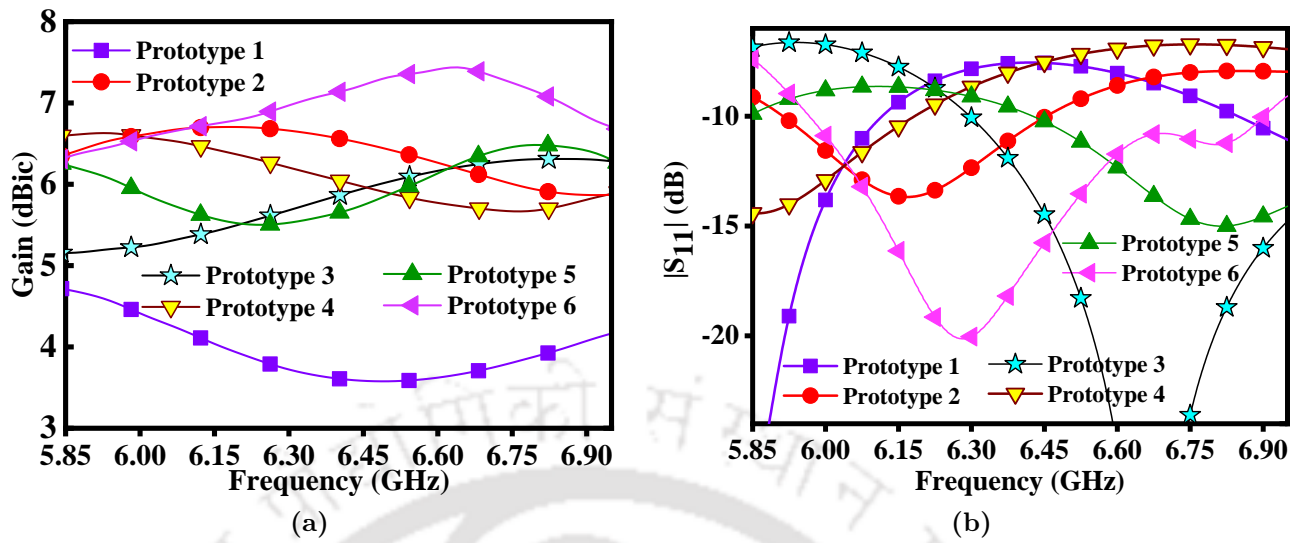 8
7
6
5
4
3
Gain (dBic)
Prototype 1
Prototype 2
Prototype 3
Prototype 4
Prototype 5
Prototype 6
5.85 6.00 6.15 6.30 6.45 6.60 6.75 6.90
Frequency (GHz)
(a)
-10
-15
-20
|S11| (dB)
Prototype 5
Prototype 6
Prototype 1
Prototype 2
Prototype 3
Prototype 4
5.85 6.00 6.15 6.30 6.45 6.60 6.75 6.90
Frequency (GHz)
(b)